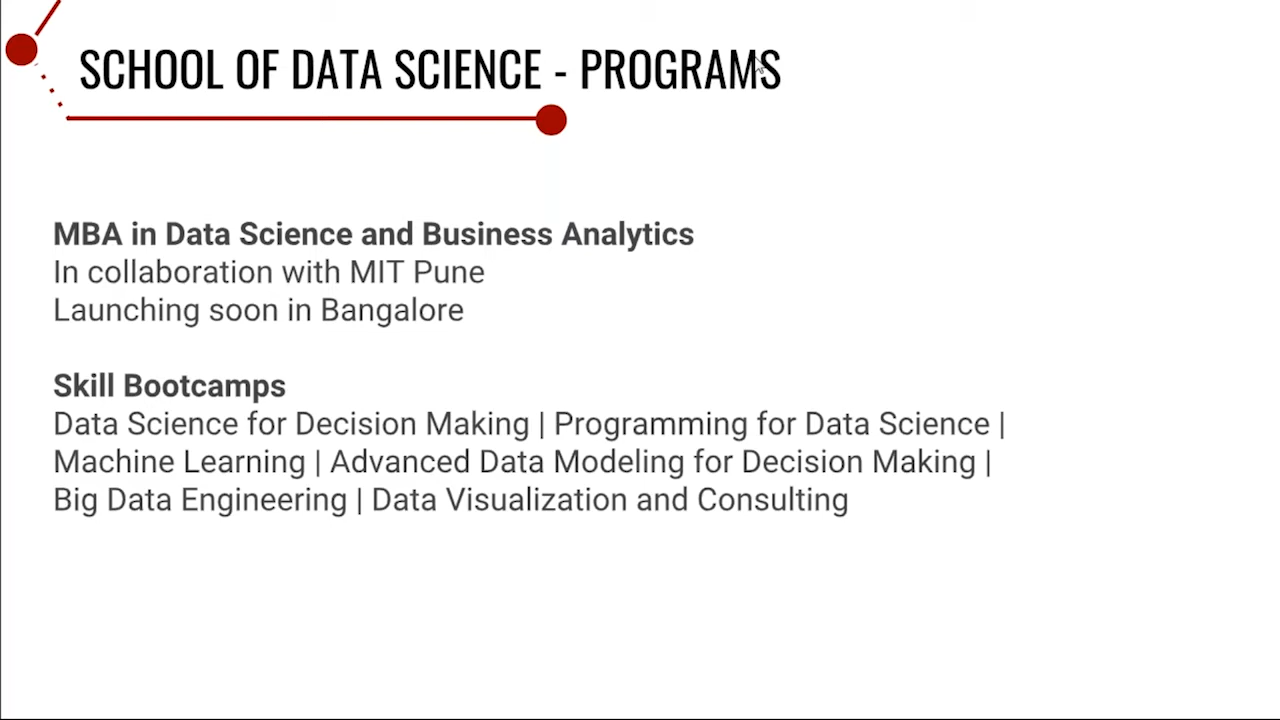 SCHOOL OF DATA SCIENCE - PROGRAMS
MBA in Data Science and Business Analytics
In collaboration with MIT Pune
Launching soon in Bangalore
Skill Bootcamps
Data Science for Decision Making | Programming for Data Science |
Machine Learning | Advanced Data Modeling for Decision Making |
Big Data Engineering | Data Visualization and Consulting